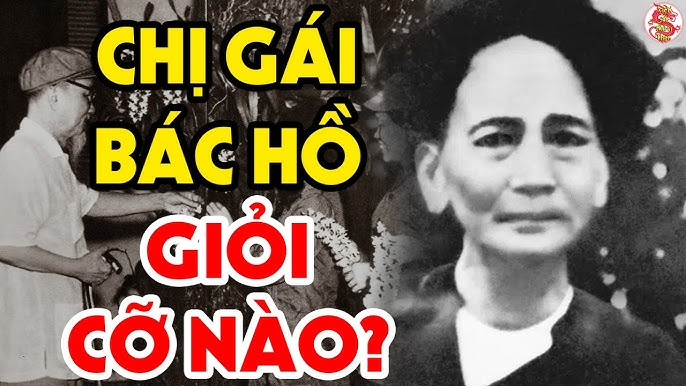 CHỊ GÁI
BÁC HỒ
GIỎI
CỠ NÀO?